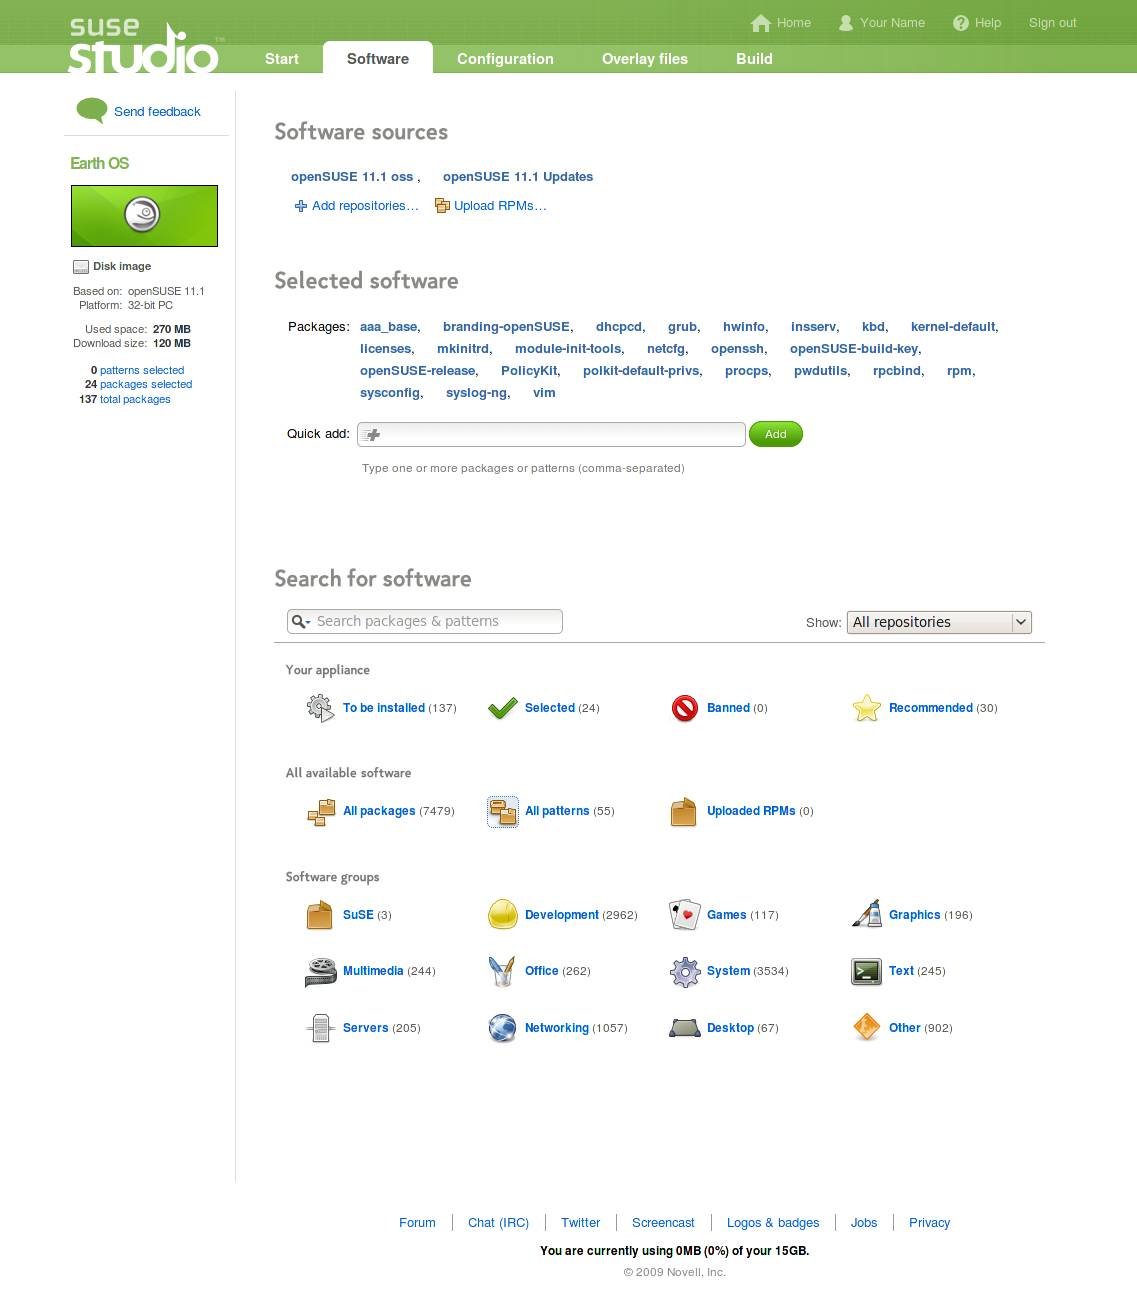 suse
studio™
Home Your Name Help Sign out
Start Software Configuration Overlay files Build
Send feedback
Earth OS
Disk image
Based on: openSUSE 11.1
Platform: 32-bit PC
Used space: 270 MB
Download size: 120 MB
0 patterns selected
24 packages selected
137 total packages
Software sources
openSUSE 11.1 oss , openSUSE 11.1 Updates
Add repositories... Upload RPMs...
Selected software
Packages: aaa_base, branding-openSUSE, dhcpcd, grub, hwinfo, insserv, kbd, kernel-default,
licenses, mkinitrd, module-init-tools, netcfg, openssh, openSUSE-build-key,
openSUSE-release, PolicyKit, polkit-default-privs, procps, pwdutils, rpcbind, rpm,
sysconfig, syslog-ng, vim
Quick add: Add
Type one or more packages or patterns (comma-separated)
Search for software
Search packages & patterns Show: All repositories
Your appliance
To be installed (137) Selected (24) Banned (0) Recommended (30)
All available software
All packages (7479) All patterns (55) Uploaded RPMs (0)
Software groups
SuSE (3) Development (2962) Games (117) Graphics (196)
Multimedia (244) Office (262) System (3534) Text (245)
Servers (205) Networking (1057) Desktop (67) Other (902)
Forum Chat (IRC) Twitter Screencast Logos & badges Jobs Privacy
You are currently using 0MB (0%) of your 15GB.
© 2009 Novell, Inc.